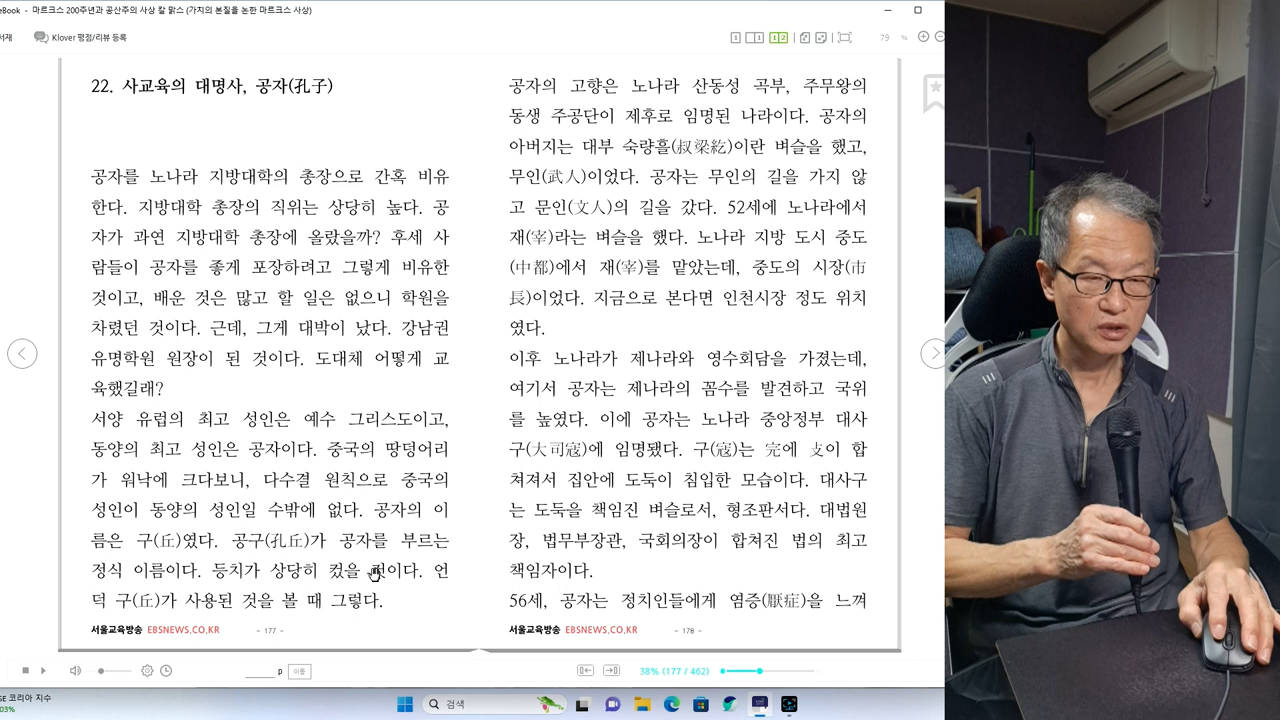 eBook - 마르크스 200주년과 공산주의 사상 칼 맑스 (가치의 본질을 논한 마르크스 사상)
서재
Klover 평점/리뷰 등록
79 %
22. 사교육의 대명사, 공자(孔子)
공자를 노나라 지방대학의 총장으로 간혹 비유
한다. 지방대학 총장의 직위는 상당히 높다. 공
자가 과연 지방대학 총장에 올랐을까? 후세 사
람들이 공자를 좋게 포장하려고 그렇게 비유한
것이고, 배운 것은 많고 할 일은 없으니 학원을
차렸던 것이다. 근데, 그게 대박이 났다. 강남권
유명학원 원장이 된 것이다. 도대체 어떻게 교
육했길래?
서양 유럽의 최고 성인은 예수 그리스도이고,
동양의 최고 성인은 공자이다. 중국의 땅덩어리
가 워낙에 크다보니, 다수결 원칙으로 중국의
성인이 동양의 성인일 수밖에 없다. 공자의 이
름은 구(丘)였다. 공구(孔丘)가 공자를 부르는
정식 이름이다. 등치가 상당히 컸을 것이다. 언
덕 구(丘)가 사용된 것을 볼 때 그렇다.
서울교육방송 EBSNEWS.CO.KR - 177 -
공자의 고향은 노나라 산동성 곡부, 주무왕의
동생 주공단이 제후로 임명된 나라이다. 공자의
아버지는 대부 숙량흘(叔梁紇)이란 벼슬을 했고,
무인(武人)이었다. 공자는 무인의 길을 가지 않
고 문인(文人)의 길을 갔다. 52세에 노나라에서
재(宰)라는 벼슬을 했다. 노나라 지방 도시 중도
(中都)에서 재(宰)를 맡았는데, 중도의 시장(市
長)이었다. 지금으로 본다면 인천시장 정도 위치
였다.
이후 노나라가 제나라와 영수회담을 가졌는데,
여기서 공자는 제나라의 꼼수를 발견하고 국위
를 높였다. 이에 공자는 노나라 중앙정부 대사
구(大司寇)에 임명됐다. 구(寇)는 完에 攴이 합
쳐져서 집안에 도둑이 침입한 모습이다. 대사구
는 도둑을 책임진 벼슬로서, 형조판서다. 대법원
장, 법무부장관, 국회의장이 합쳐진 법의 최고
책임자이다.
56세, 공자는 정치인들에게 염증(厭症)을 느껴
서울교육방송 EBSNEWS.CO.KR - 178 -
p 이동
38% (177 / 462)
SE 코리아 지수
03%
검색